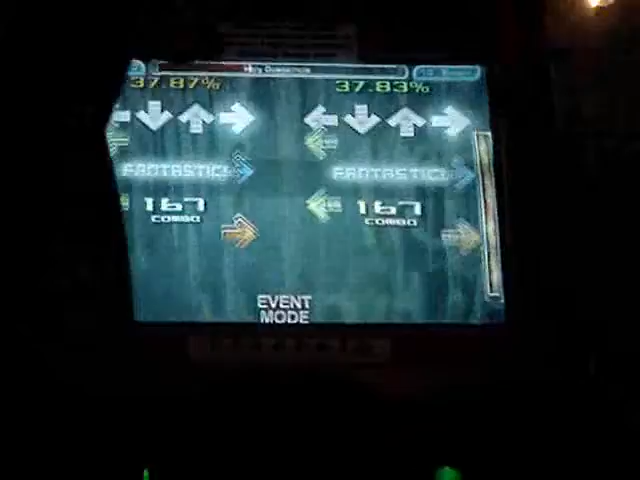 37.87% 37.83%
FANTASTIC! FANTASTIC!
167 167
COMBO COMBO
EVENT
MODE